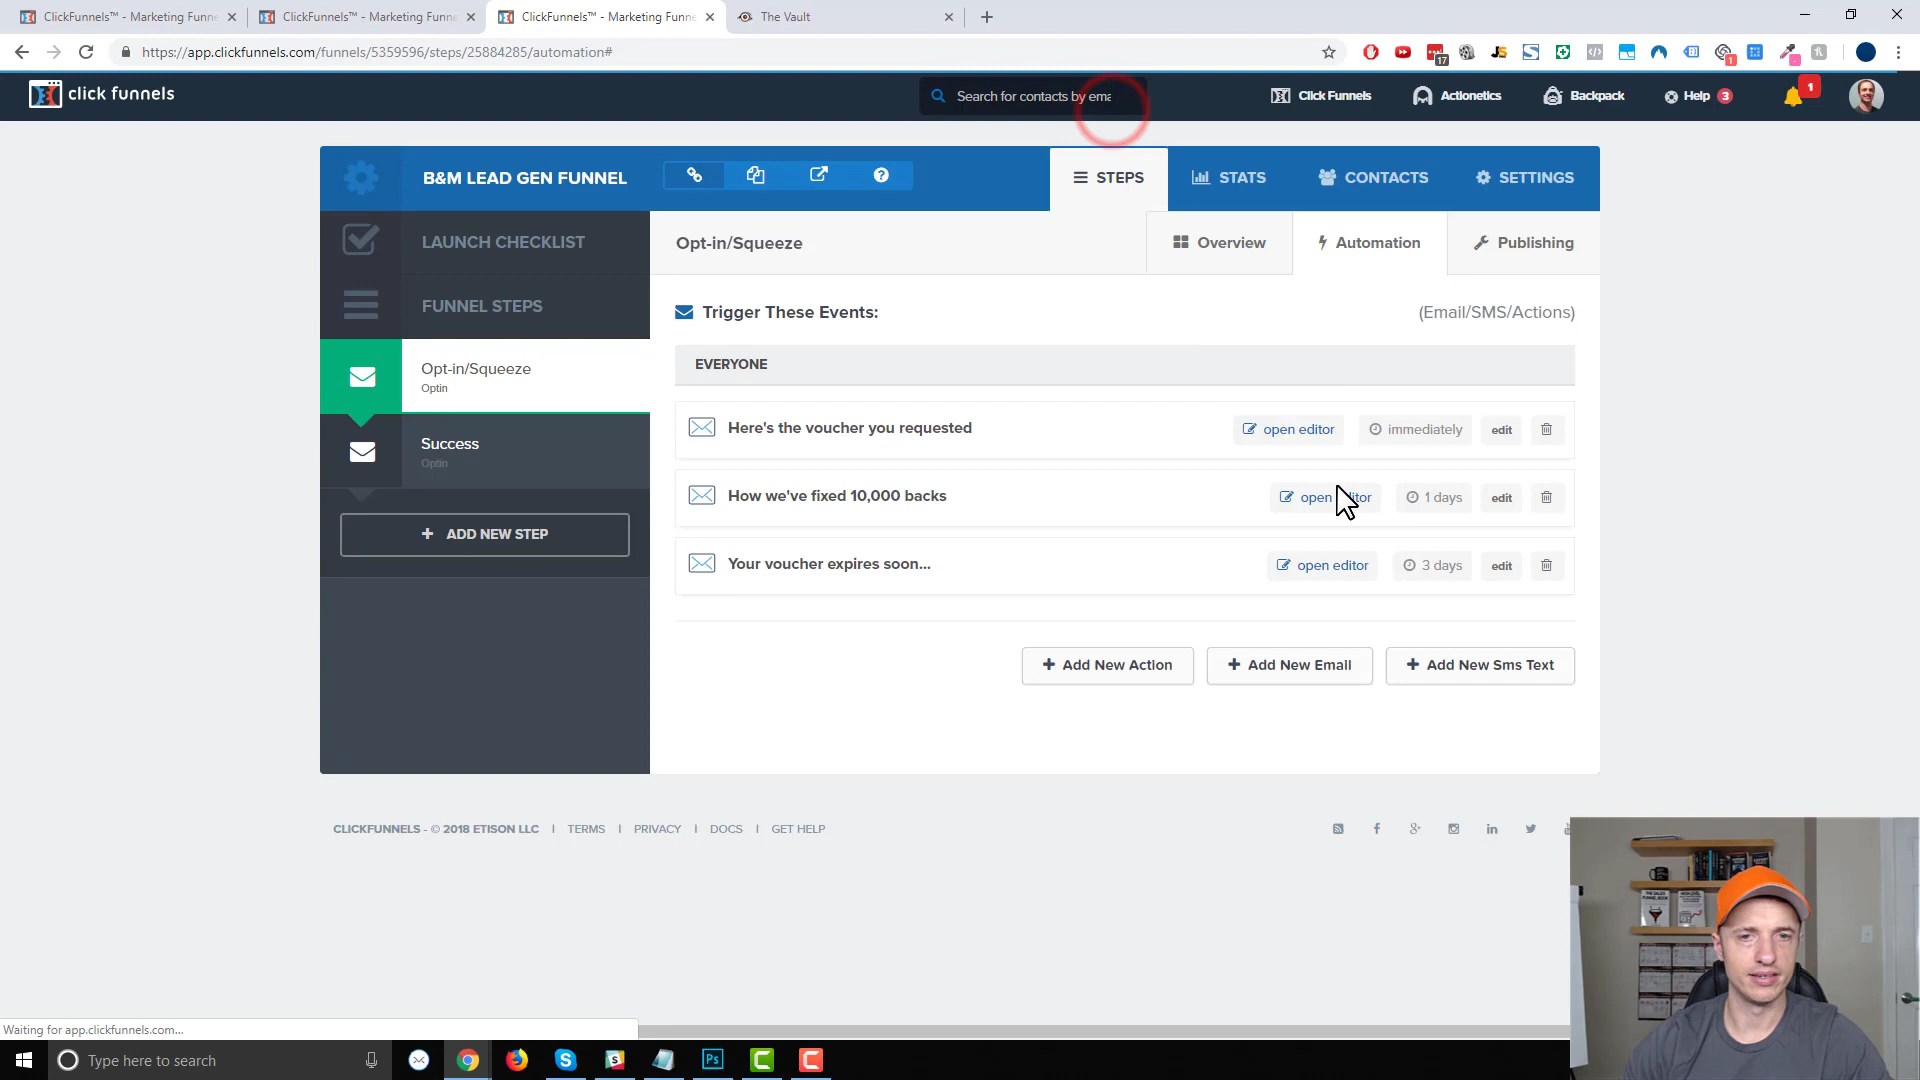 ClickFunnels™ - Marketing Funne
ClickFunnels™ - Marketing Funne
ClickFunnels™ - Marketing Funne
The Vault
https://app.clickfunnels.com/funnels/5359596/steps/25884285/automation#
17
JS
1
click funnels
Search for contacts by ema
Click Funnels
Actionetics
Backpack
Help 3
1
B&M LEAD GEN FUNNEL
STEPS
STATS
CONTACTS
SETTINGS
LAUNCH CHECKLIST
FUNNEL STEPS
Opt-in/Squeeze
Optin
Success
Optin
+ ADD NEW STEP
Opt-in/Squeeze
Overview
Automation
Publishing
Trigger These Events:
(Email/SMS/Actions)
EVERYONE
Here's the voucher you requested
open editor
immediately
edit
How we've fixed 10,000 backs
open editor
1 days
edit
Your voucher expires soon...
open editor
3 days
edit
+ Add New Action
+ Add New Email
+ Add New Sms Text
CLICKFUNNELS - © 2018 ETISON LLC | TERMS | PRIVACY | DOCS | GET HELP
Waiting for app.clickfunnels.com...
Type here to search
Ps